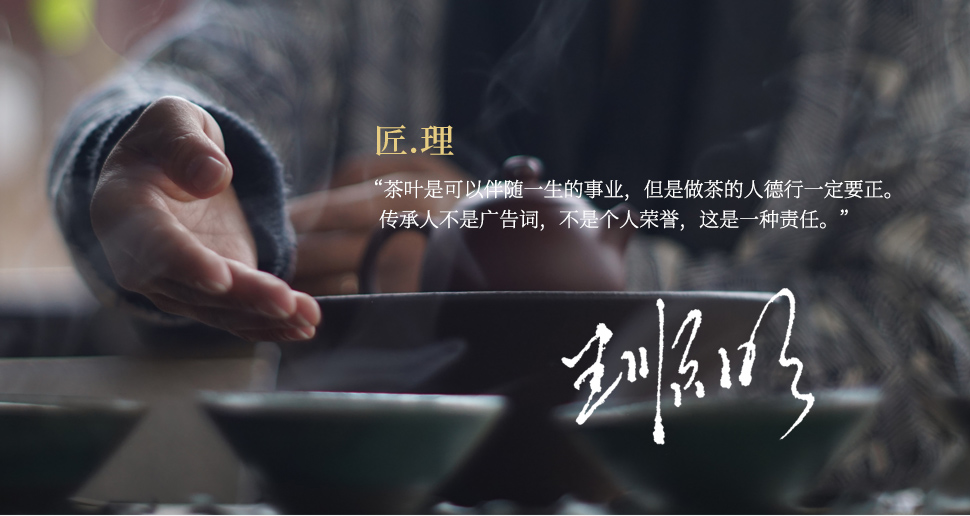 匠.理
“茶叶是可以伴随一生的事业，但是做茶的人德行一定要正。
传承人不是广告词，不是个人荣誉，这是一种责任。”